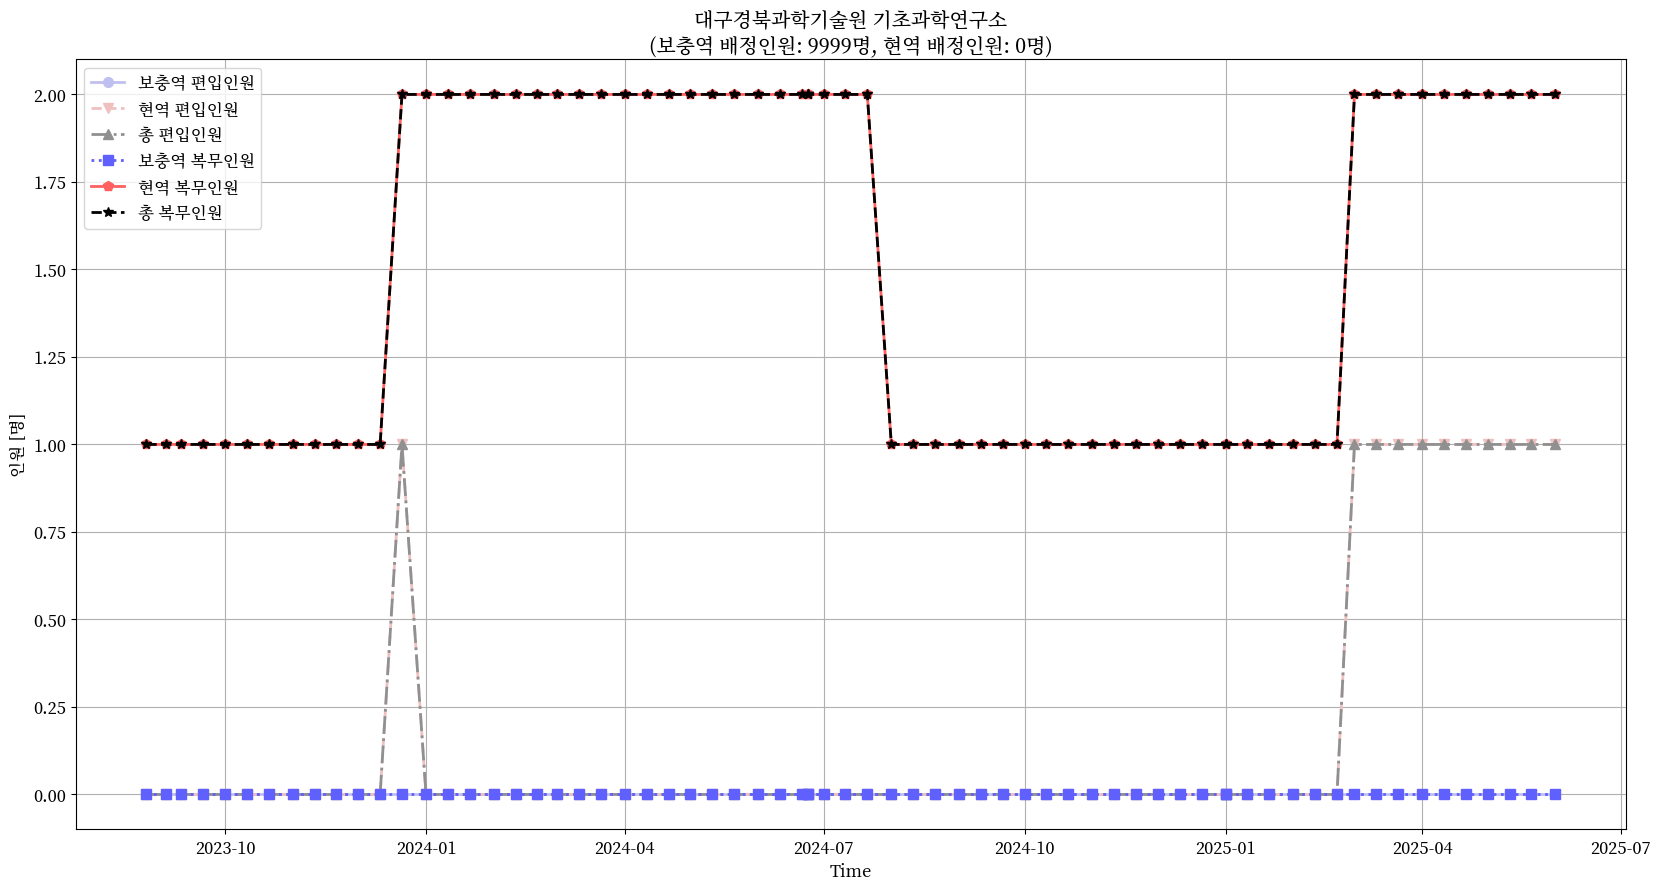 대구경북과학기술원 기초과학연구소
(보충역 배정인원: 9999명, 현역 배정인원: 0명)
보충역 편입인원
현역 편입인원
총 편입인원
보충역 복무인원
현역 복무인원
총 복무인원
2.00
1.75
1.50
1.25
1.00
0.75
0.50
0.25
0.00
인원 [명]
2023-10
2024-01
2024-04
2024-07
2024-10
2025-01
2025-04
2025-07
Time